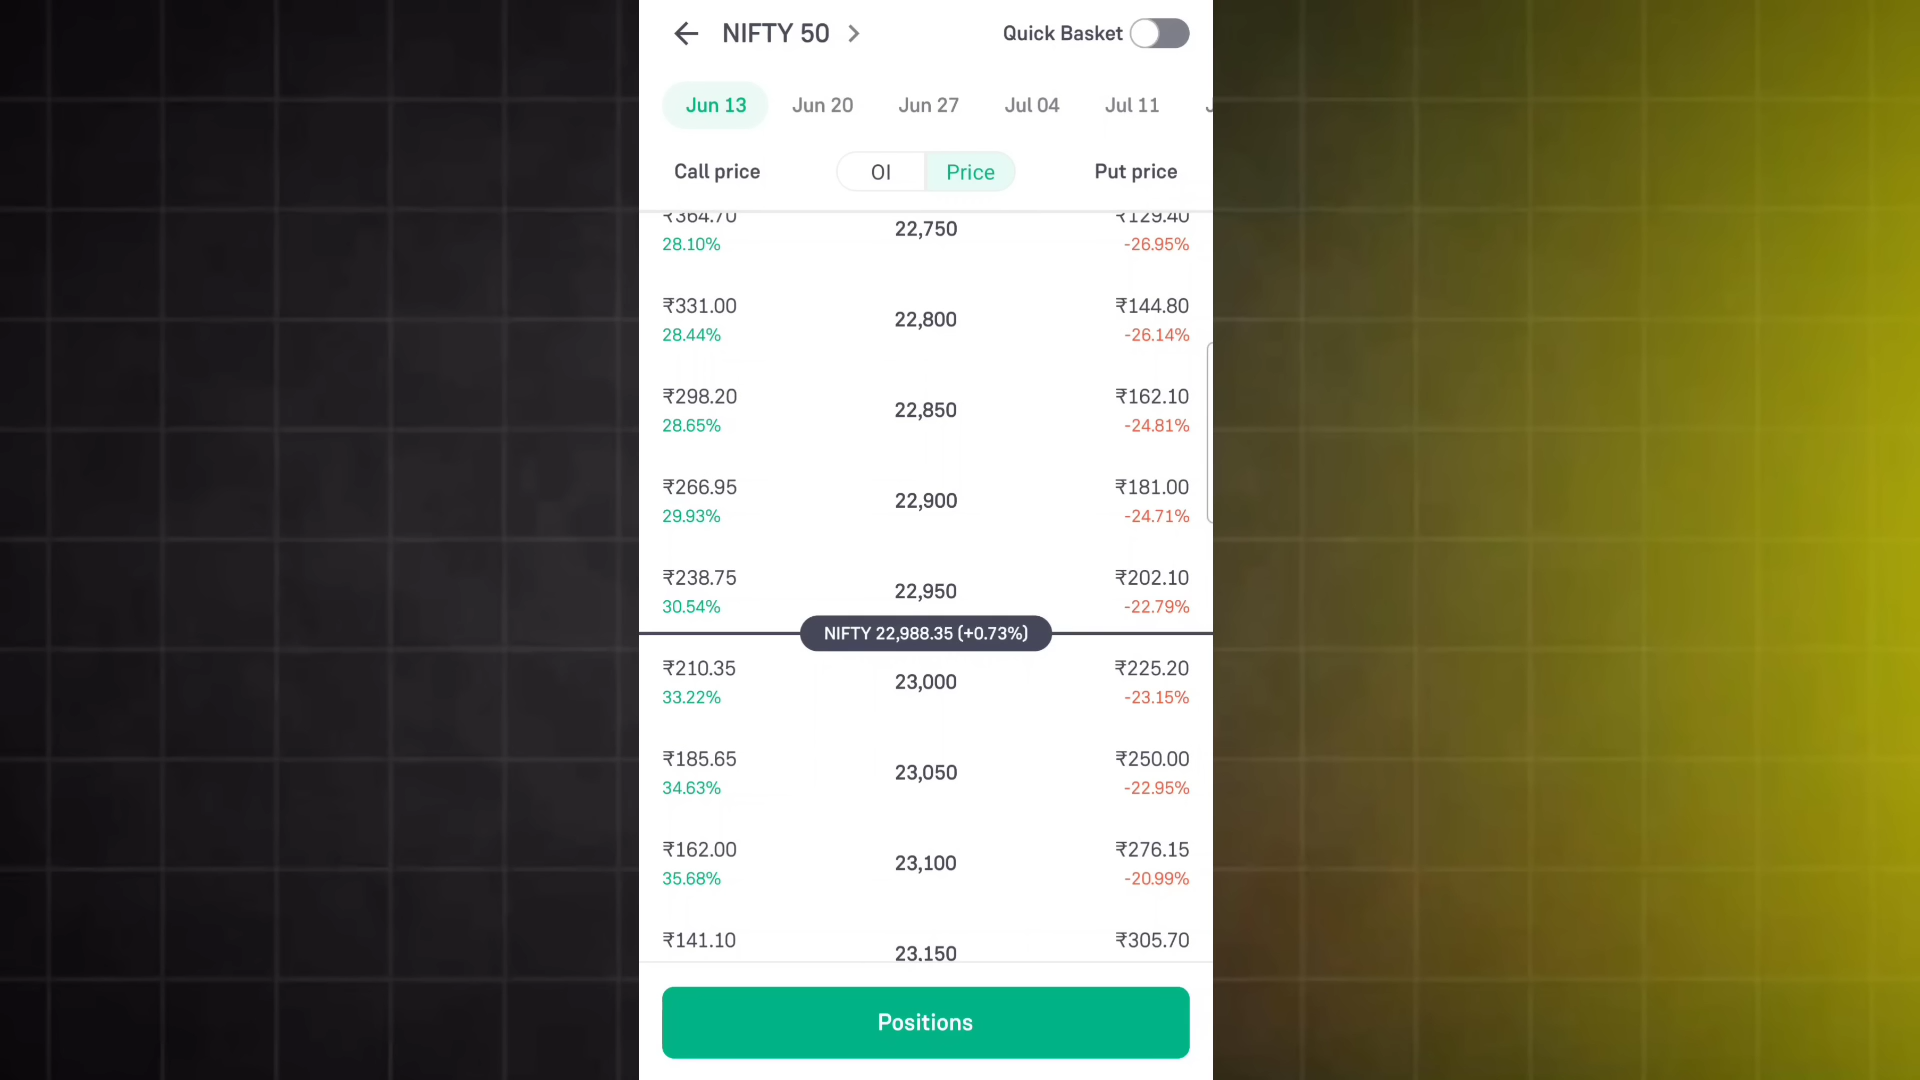 NIFTY 50
Quick Basket
Jun 13 Jun 20 Jun 27 Jul 04 Jul 11
Call price OI Price Put price
₹364.70 22,750 ₹129.40
28.10% -26.95%
₹331.00 22,800 ₹144.80
28.44% -26.14%
₹298.20 22,850 ₹162.10
28.65% -24.81%
₹266.95 22,900 ₹181.00
29.93% -24.71%
₹238.75 22,950 ₹202.10
30.54% -22.79%
NIFTY 22,988.35 (+0.73%)
₹210.35 23,000 ₹225.20
33.22% -23.15%
₹185.65 23,050 ₹250.00
34.63% -22.95%
₹162.00 23,100 ₹276.15
35.68% -20.99%
₹141.10 23,150 ₹305.70
Positions